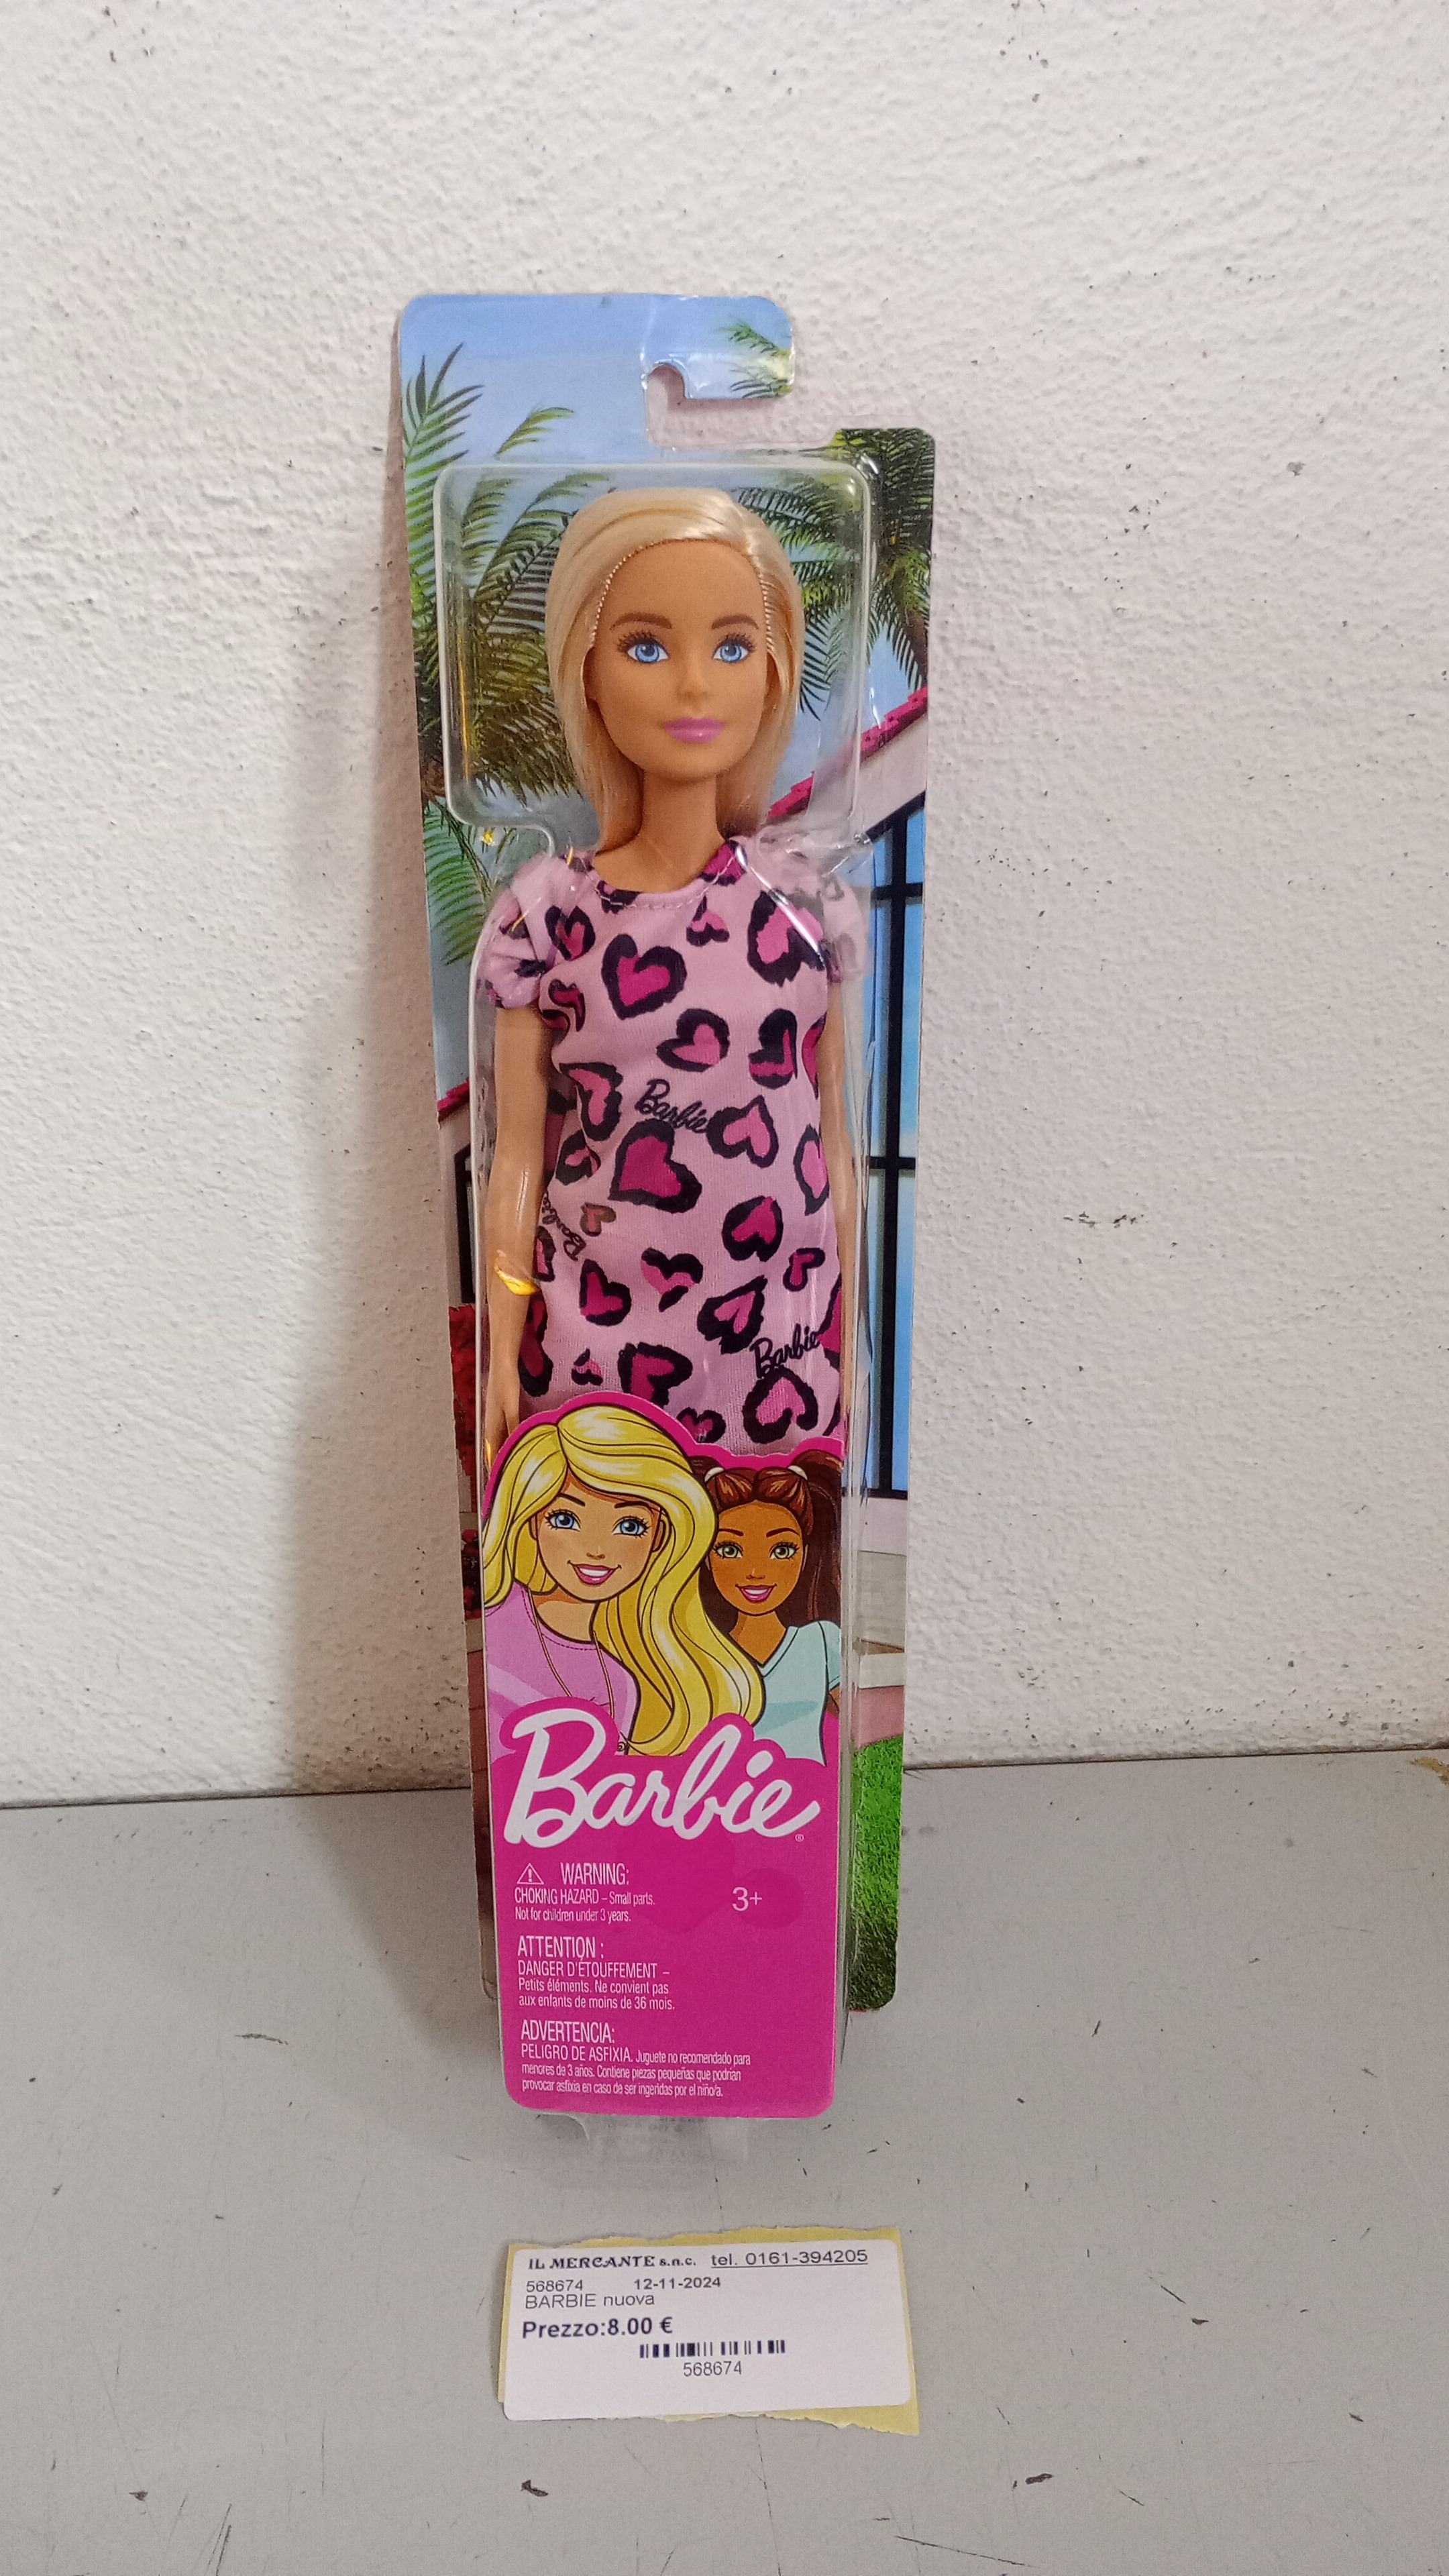 Barbie
Barbie
Barbie
Barbie
WARNING:
CHOKING HAZARD – Small parts.
Not for children under 3 years.
3+
ATTENTION :
DANGER D'ÉTOUFFEMENT –
Petits éléments. Ne convient pas
aux enfants de moins de 36 mois.
ADVERTENCIA:
PELIGRO DE ASFIXIA. Juguete no recomendado para
menores de 3 años. Contiene piezas pequeñas que podrían
provocar asfixia en caso de ser ingeridas por el niño/a.
IL MERCANTE s.n.c. tel. 0161-394205
568674 12-11-2024
BARBIE nuova
Prezzo:8.00 €
568674